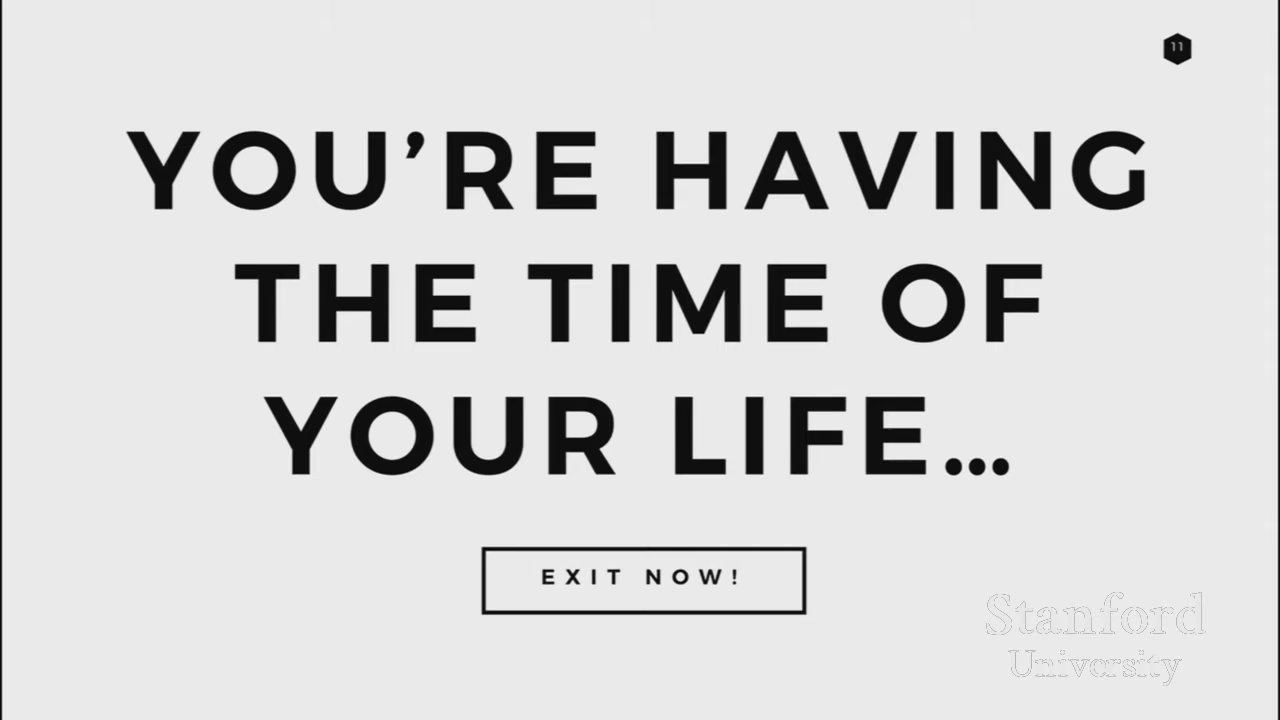 11
YOU’RE HAVING
THE TIME OF
YOUR LIFE…
EXIT NOW!
Stanford
University